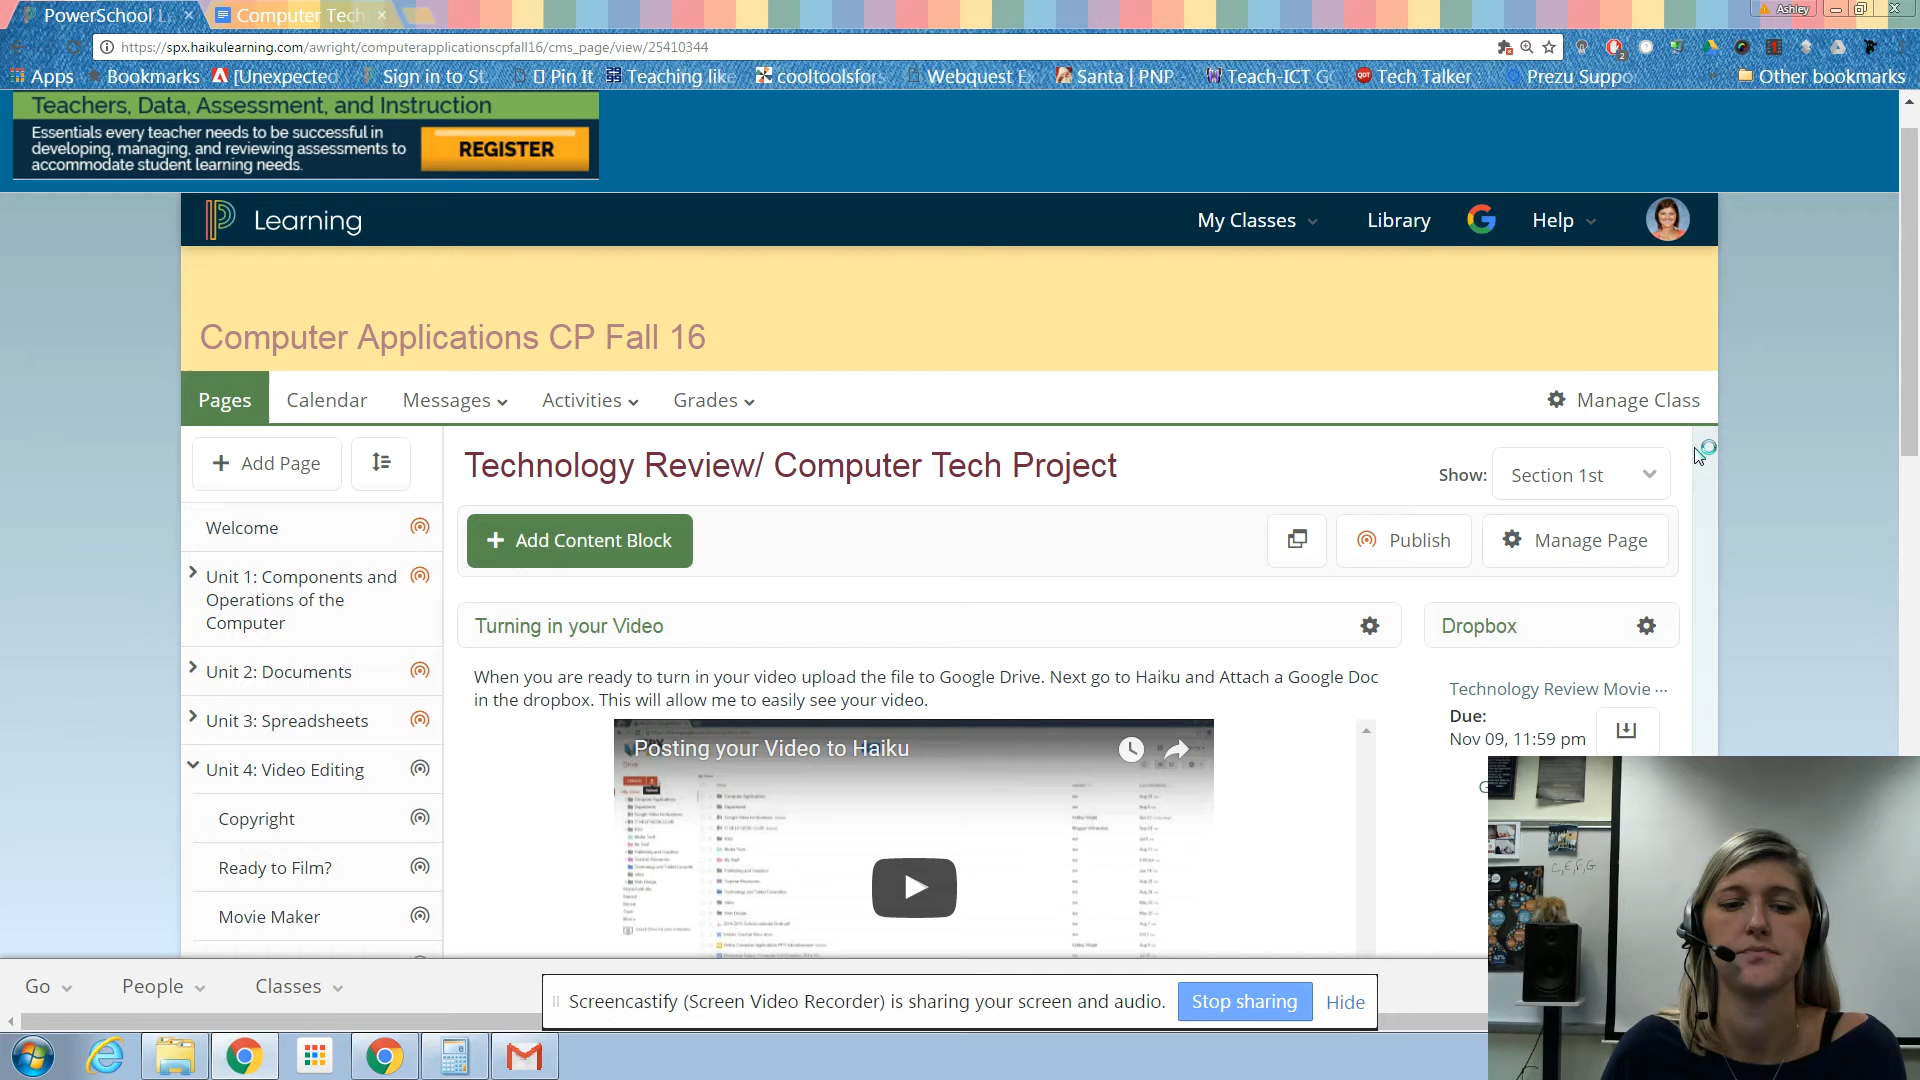 PowerSchool L
Computer Tech
Ashley
https://spx.haikulearning.com/awright/computerapplicationscpfall16/cms_page/view/25410344
Apps
Bookmarks
[Unexpected
Sign in to St
Pin It
Teaching like
cooltoolsfor
Webquest E
Santa | PNP
Teach-ICT G
Tech Talker
Prezu Suppo
Other bookmarks
Teachers, Data, Assessment, and Instruction
Essentials every teacher needs to be successful in
developing, managing, and reviewing assessments to
accommodate student learning needs.
REGISTER
Learning
My Classes
Library
Help
Computer Applications CP Fall 16
Pages
Calendar
Messages
Activities
Grades
Manage Class
Add Page
Technology Review/ Computer Tech Project
Show:
Section 1st
Add Content Block
Publish
Manage Page
Welcome
Unit 1: Components and
Operations of the
Computer
Unit 2: Documents
Unit 3: Spreadsheets
Unit 4: Video Editing
Copyright
Ready to Film?
Movie Maker
Turning in your Video
When you are ready to turn in your video upload the file to Google Drive. Next go to Haiku and Attach a Google Doc
in the dropbox. This will allow me to easily see your video.
Posting your Video to Haiku
Dropbox
Technology Review Movie ...
Due:
Nov 09, 11:59 pm
C,E,F,G
Go
People
Classes
Screencastify (Screen Video Recorder) is sharing your screen and audio.
Stop sharing
Hide